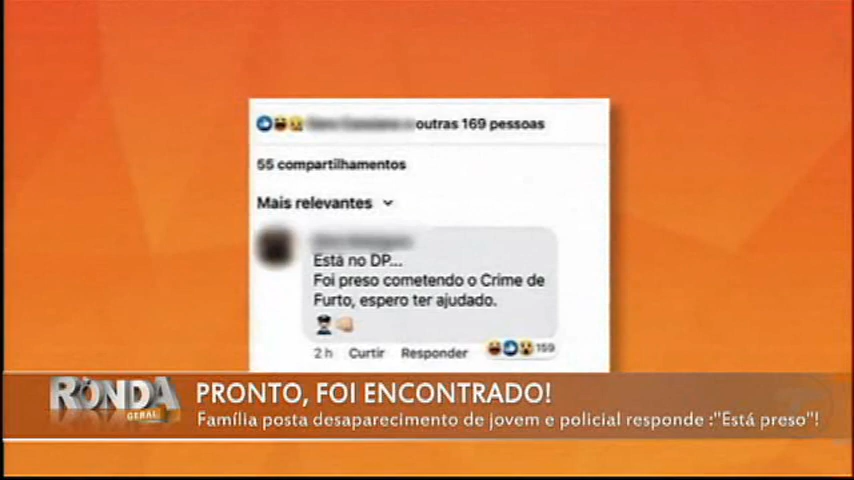 outras 169 pessoas
55 compartilhamentos
Mais relevantes
Está no DP...
Foi preso cometendo o Crime de
Furto, espero ter ajudado.
2 h Curtir Responder 159
RONDA
GERAL
PRONTO, FOI ENCONTRADO!
Família posta desaparecimento de jovem e policial responde :"Está preso"!